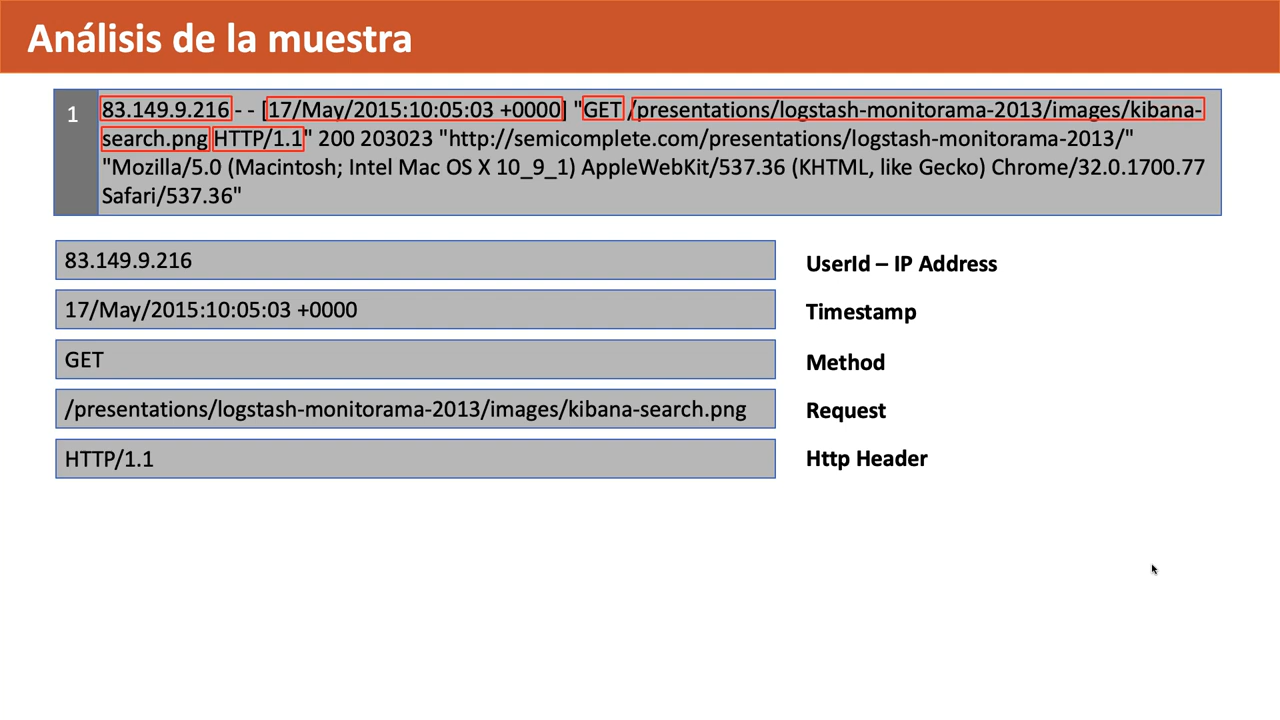 Análisis de la muestra
1
83.149.9.216 - - [17/May/2015:10:05:03 +0000] "GET /presentations/logstash-monitorama-2013/images/kibana-
search.png HTTP/1.1" 200 203023 "http://semicomplete.com/presentations/logstash-monitorama-2013/"
"Mozilla/5.0 (Macintosh; Intel Mac OS X 10_9_1) AppleWebKit/537.36 (KHTML, like Gecko) Chrome/32.0.1700.77
Safari/537.36"
83.149.9.216
UserId – IP Address
17/May/2015:10:05:03 +0000
Timestamp
GET
Method
/presentations/logstash-monitorama-2013/images/kibana-search.png
Request
HTTP/1.1
Http Header